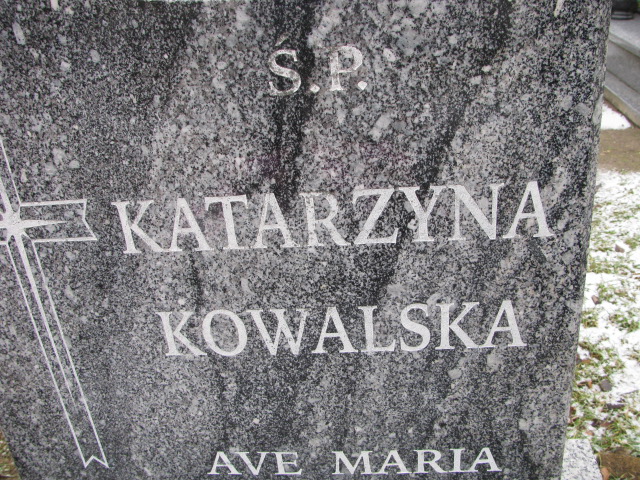 Ś.P.
KATARZYNA
KOWALSKA
AVE MARIA